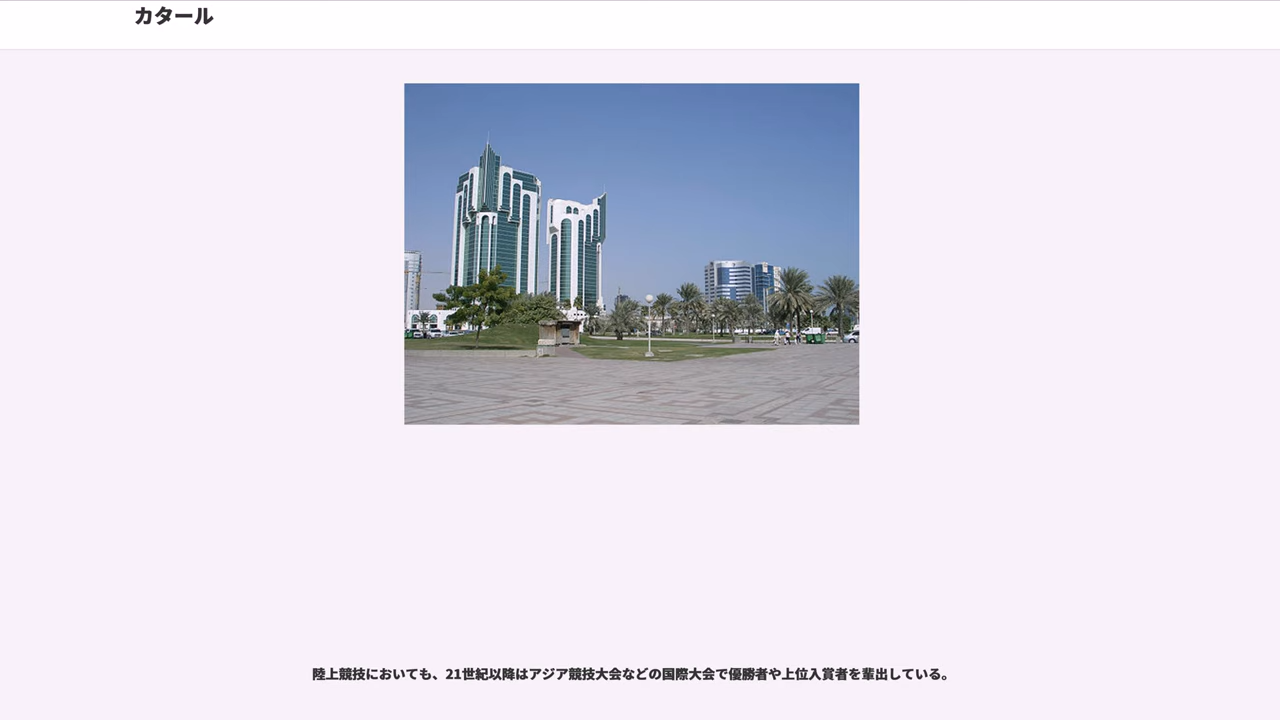 カタール
陸上競技においても、21世紀以降はアジア競技大会などの国際大会で優勝者や上位入賞者を輩出している。